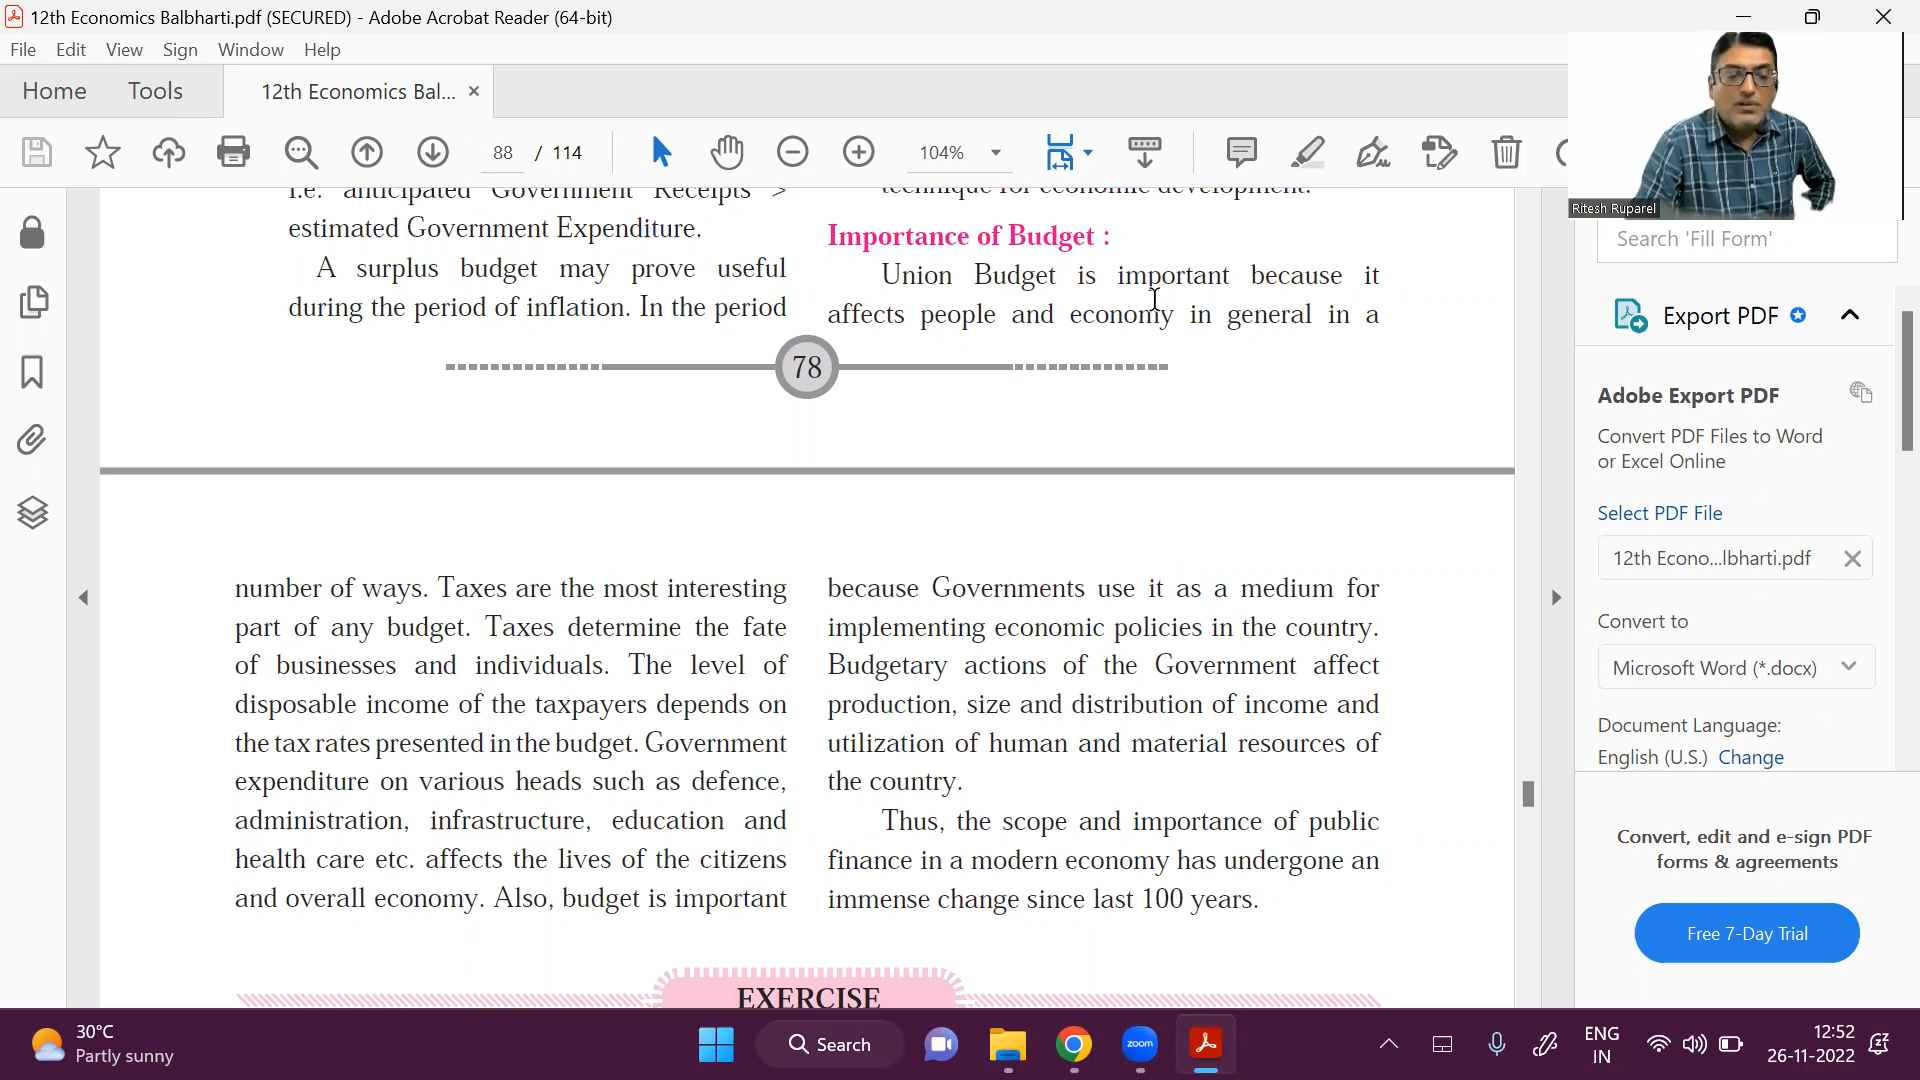 12th Economics Balbharti.pdf (SECURED) - Adobe Acrobat Reader (64-bit)
File Edit View Sign Window Help
Home Tools 12th Economics Bal... ×
88 / 114 104%
i.e. anticipated Government Receipts >
estimated Government Expenditure.
A surplus budget may prove useful
during the period of inflation. In the period
technique for economic development.
Importance of Budget :
Union Budget is important because it
affects people and economy in general in a
78
number of ways. Taxes are the most interesting
part of any budget. Taxes determine the fate
of businesses and individuals. The level of
disposable income of the taxpayers depends on
the tax rates presented in the budget. Government
expenditure on various heads such as defence,
administration, infrastructure, education and
health care etc. affects the lives of the citizens
and overall economy. Also, budget is important
because Governments use it as a medium for
implementing economic policies in the country.
Budgetary actions of the Government affect
production, size and distribution of income and
utilization of human and material resources of
the country.
Thus, the scope and importance of public
finance in a modern economy has undergone an
immense change since last 100 years.
EXERCISE
Ritesh Ruparel
Search 'Fill Form'
Export PDF
Adobe Export PDF
Convert PDF Files to Word
or Excel Online
Select PDF File
12th Econo...lbharti.pdf
Convert to
Microsoft Word (*.docx)
Document Language:
English (U.S.) Change
Convert, edit and e-sign PDF
forms & agreements
Free 7-Day Trial
30°C
Partly sunny
Search
zoom
ENG
IN
12:52
26-11-2022